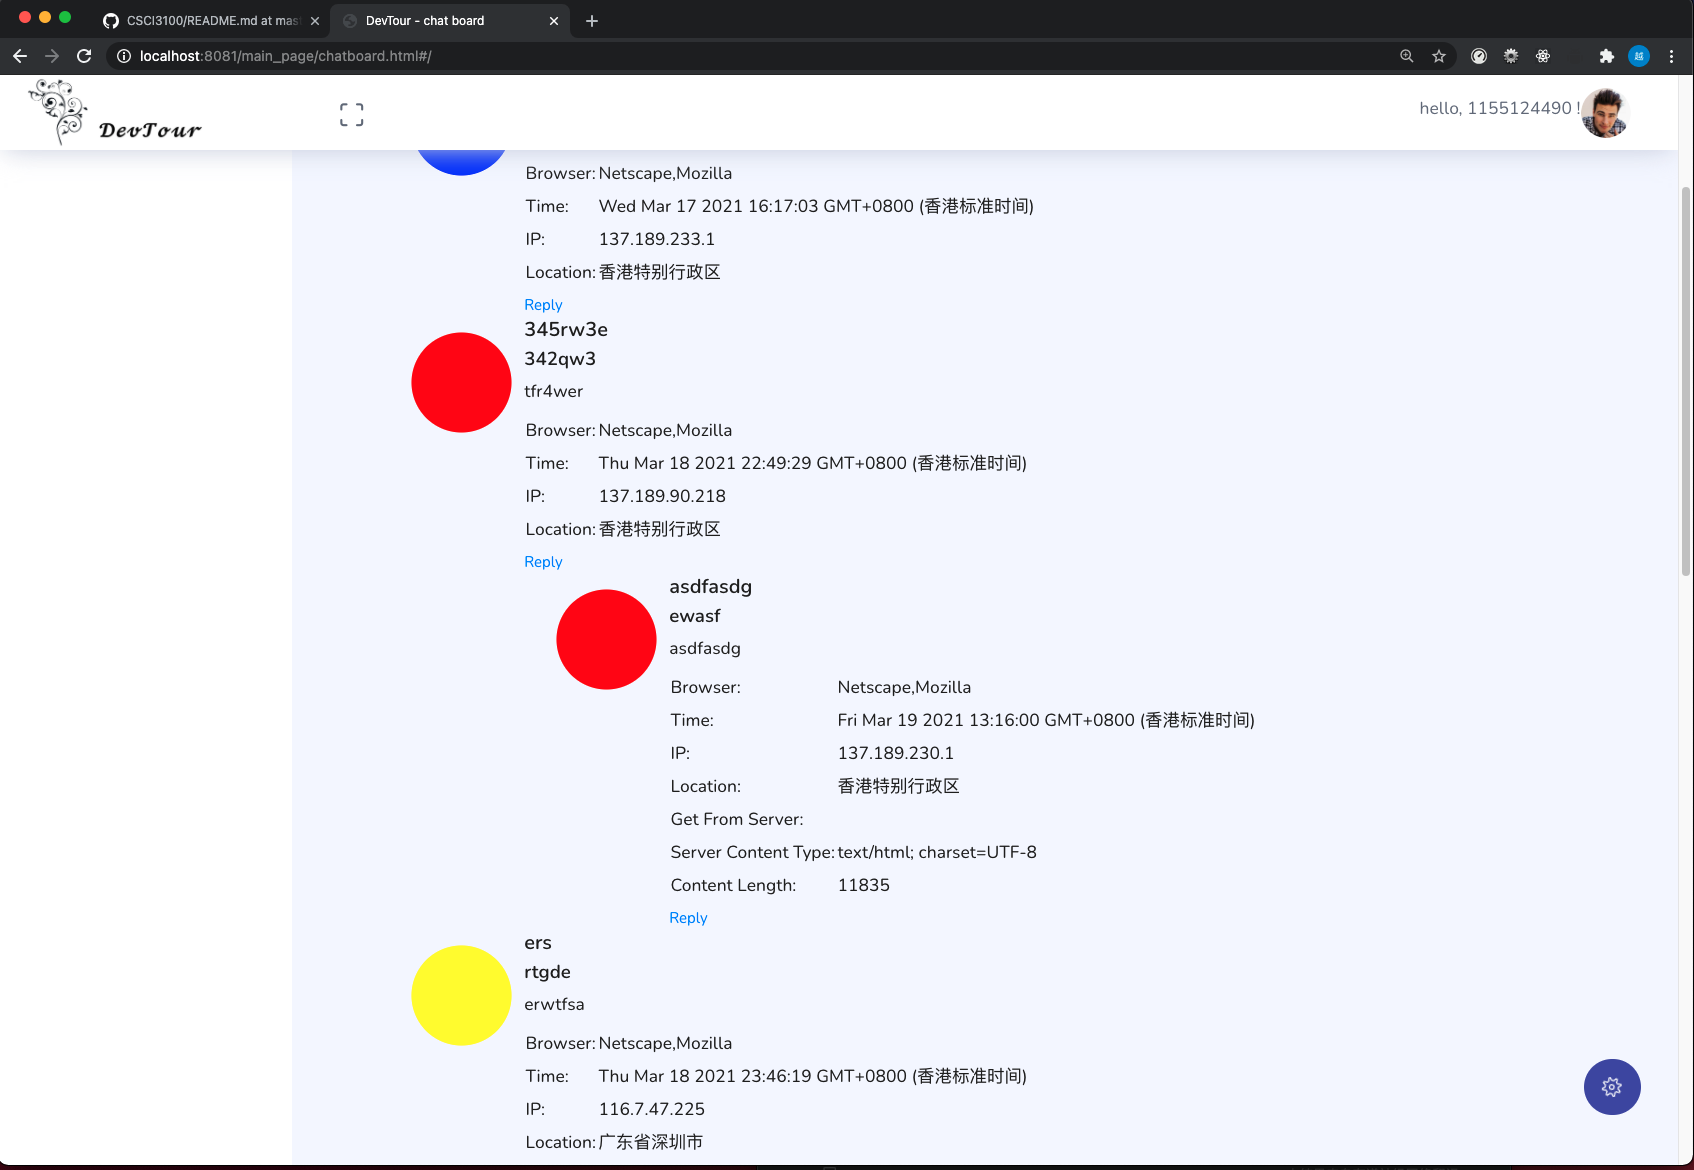 CSCI3100/README.md at mas
DevTour - chat board
localhost:8081/main_page/chatboard.html#/
越
DevTour
hello, 1155124490 !
Browser: Netscape,Mozilla
Time: Wed Mar 17 2021 16:17:03 GMT+0800 (香港标准时间)
IP: 137.189.233.1
Location: 香港特别行政区
Reply
345rw3e
342qw3
tfr4wer
Browser: Netscape,Mozilla
Time: Thu Mar 18 2021 22:49:29 GMT+0800 (香港标准时间)
IP: 137.189.90.218
Location: 香港特别行政区
Reply
asdfasdg
ewasf
asdfasdg
Browser: Netscape,Mozilla
Time: Fri Mar 19 2021 13:16:00 GMT+0800 (香港标准时间)
IP: 137.189.230.1
Location: 香港特别行政区
Get From Server:
Server Content Type: text/html; charset=UTF-8
Content Length: 11835
Reply
ers
rtgde
erwtfsa
Browser: Netscape,Mozilla
Time: Thu Mar 18 2021 23:46:19 GMT+0800 (香港标准时间)
IP: 116.7.47.225
Location: 广东省深圳市